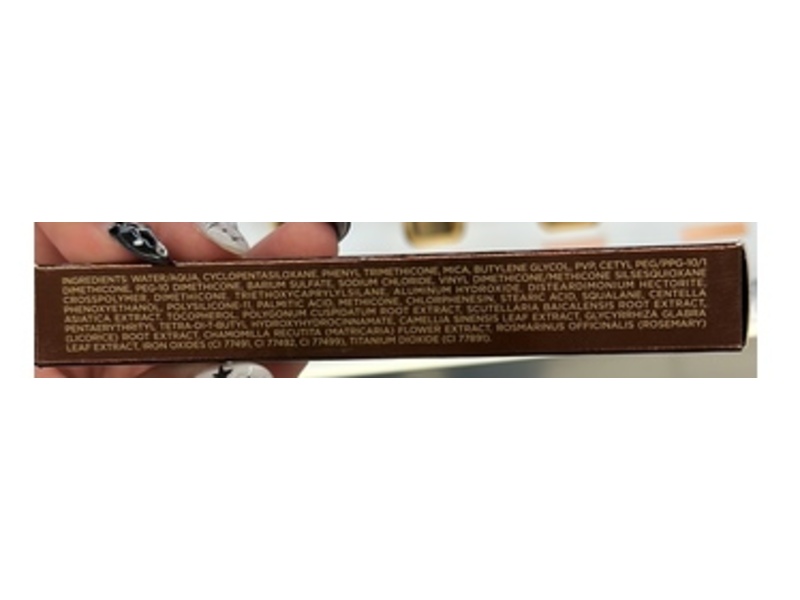 INGREDIENTS: WATER/AQUA, CYCLOPENTASILOXANE, PHENYL TRIMETHICONE, MICA, BUTYLENE GLYCOL, PVP, CETYL PEG/PPG-10/1
DIMETHICONE, PEG-10 DIMETHICONE, BARIUM SULFATE, SODIUM CHLORIDE, VINYL DIMETHICONE/METHICONE SILSESQUIOXANE
CROSSPOLYMER, DIMETHICONE, TRIETHOXYCAPRYLYLSILANE, ALUMINUM HYDROXIDE, DISTEARDIMONIUM HECTORITE,
PHENOXYETHANOL, POLYSILICONE-11, PALMITIC ACID, METHICONE, CHLORPHENESIN, STEARIC ACID, SQUALANE, CENTELLA
ASIATICA EXTRACT, TOCOPHEROL, POLYGONUM CUSPIDATUM ROOT EXTRACT, SCUTELLARIA BAICALENSIS ROOT EXTRACT,
PENTAERYTHRITYL TETRA-DI-T-BUTYL HYDROXYHYDROCINNAMATE, CAMELLIA SINENSIS LEAF EXTRACT, GLYCYRRHIZA GLABRA
(LICORICE) ROOT EXTRACT, CHAMOMILLA RECUTITA (MATRICARIA) FLOWER EXTRACT, ROSMARINUS OFFICINALIS (ROSEMARY)
LEAF EXTRACT, IRON OXIDES (CI 77491, CI 77492, CI 77499), TITANIUM DIOXIDE (CI 77891).